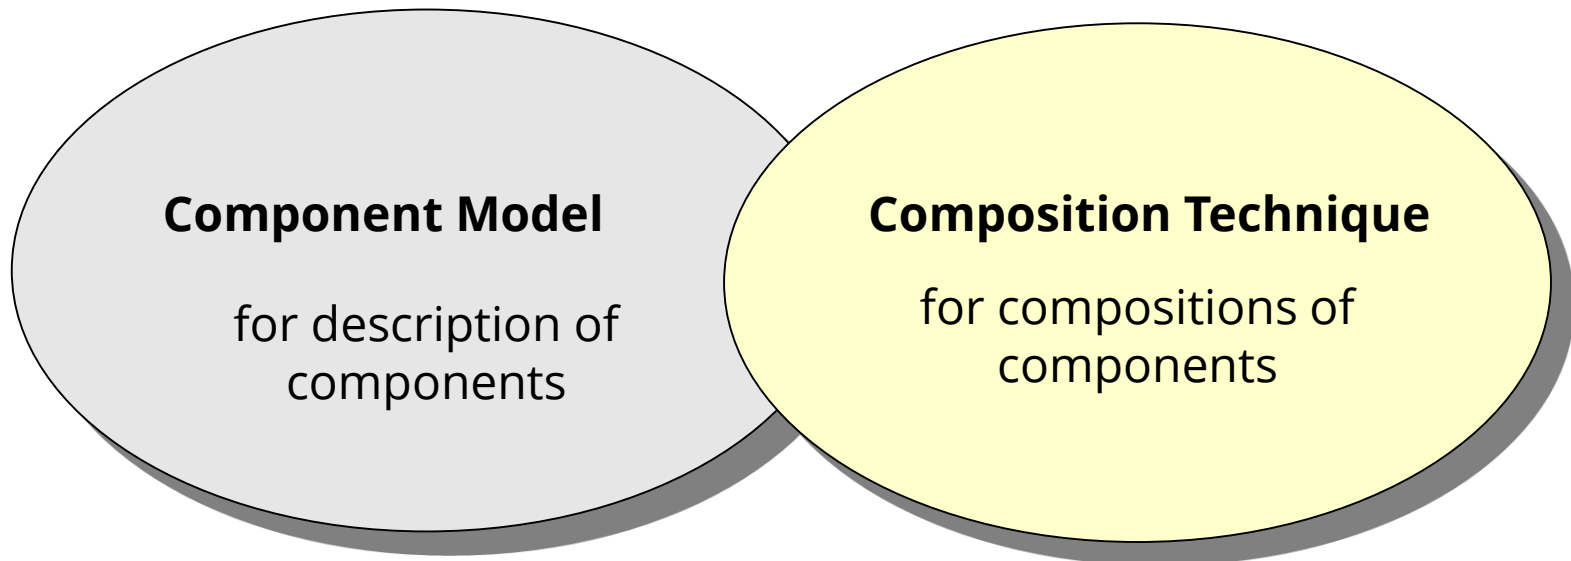 Component Model
for description of
components
Composition Technique
for compositions of
components